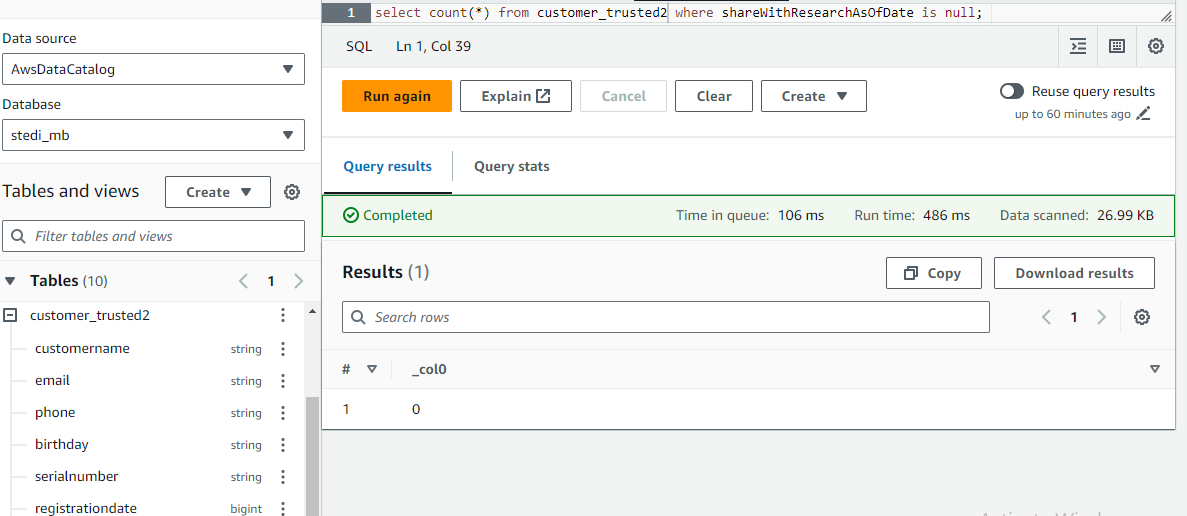 1 select count(*) from customer_trusted2 where shareWithResearchAsOfDate is null;
SQL Ln 1, Col 39
Data source
AwsDataCatalog
Database
stedi_mb
Tables and views Create
Filter tables and views
Tables (10) 1
customer_trusted2
customername string
email string
phone string
birthday string
serialnumber string
registrationdate bigint
Run again Explain Cancel Clear Create
Reuse query results
up to 60 minutes ago
Query results Query stats
Completed Time in queue: 106 ms Run time: 486 ms Data scanned: 26.99 KB
Results (1) Copy Download results
Search rows 1
# _col0
1 0